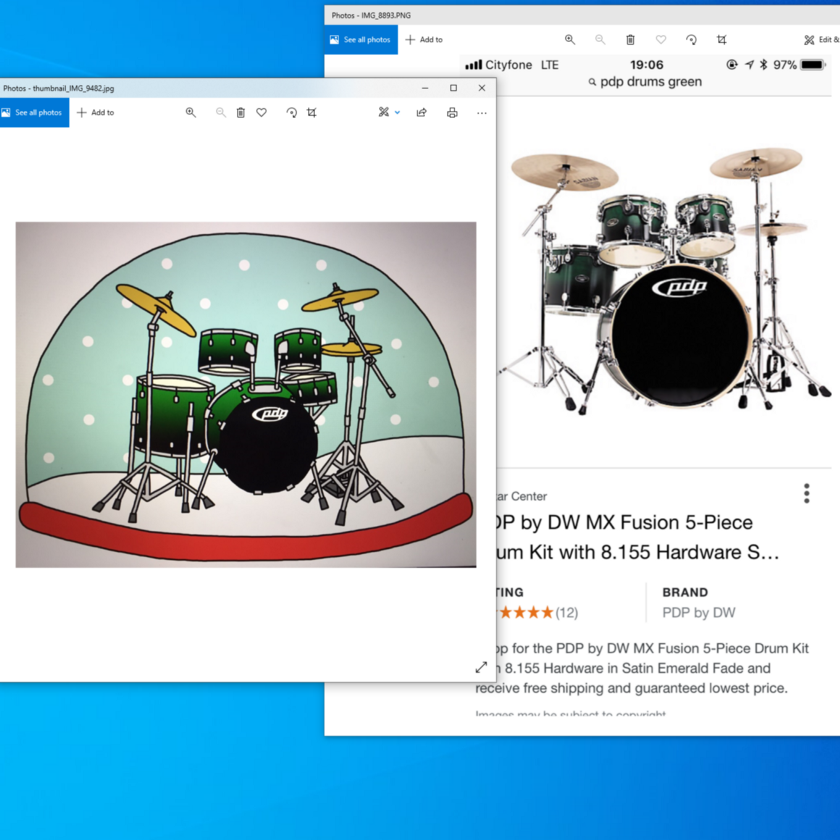 Photos - IMG_8893.PNG
See all photos
Add to
Edit &
Cityfone LTE
19:06
97%
pdp drums green
Photos - thumbnail_IMG_9482.jpg
See all photos
Add to
pdp
pdp
ar Center
DP by DW MX Fusion 5-Piece
um Kit with 8.155 Hardware S...
TING
BRAND
(12)
PDP by DW
op for the PDP by DW MX Fusion 5-Piece Drum Kit
h 8.155 Hardware in Satin Emerald Fade and
receive free shipping and guaranteed lowest price.
Images may be subject to copyright